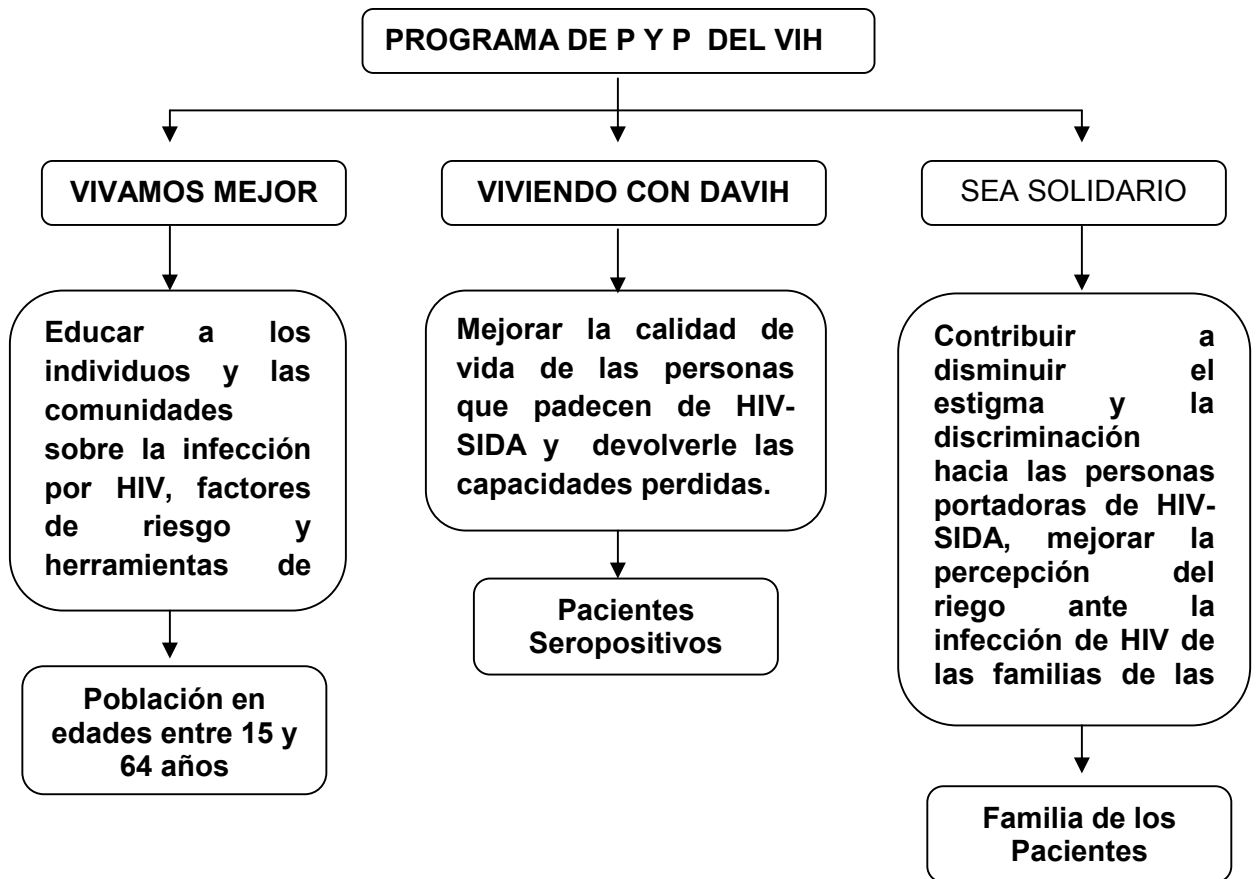 PROGRAMA DE P Y P DEL VIH
VIVAMOS MEJOR
Educar a los
individuos y las
comunidades
sobre la infección
por HIV, factores
de riesgo y
herramientas de
Población en
edades entre 15 y
64 años
VIVIENDO CON DAVIH
Mejorar la calidad de
vida de las personas
que padecen de HIV-
SIDA y devolverle las
capacidades perdidas.
Pacientes
Seropositivos
SEA SOLIDARIO
Contribuir a
disminuir el
estigma y la
discriminación
hacia las personas
portadoras de HIV-
SIDA, mejorar la
percepción del
riego ante la
infección de HIV de
las familias de las
Familia de los
Pacientes